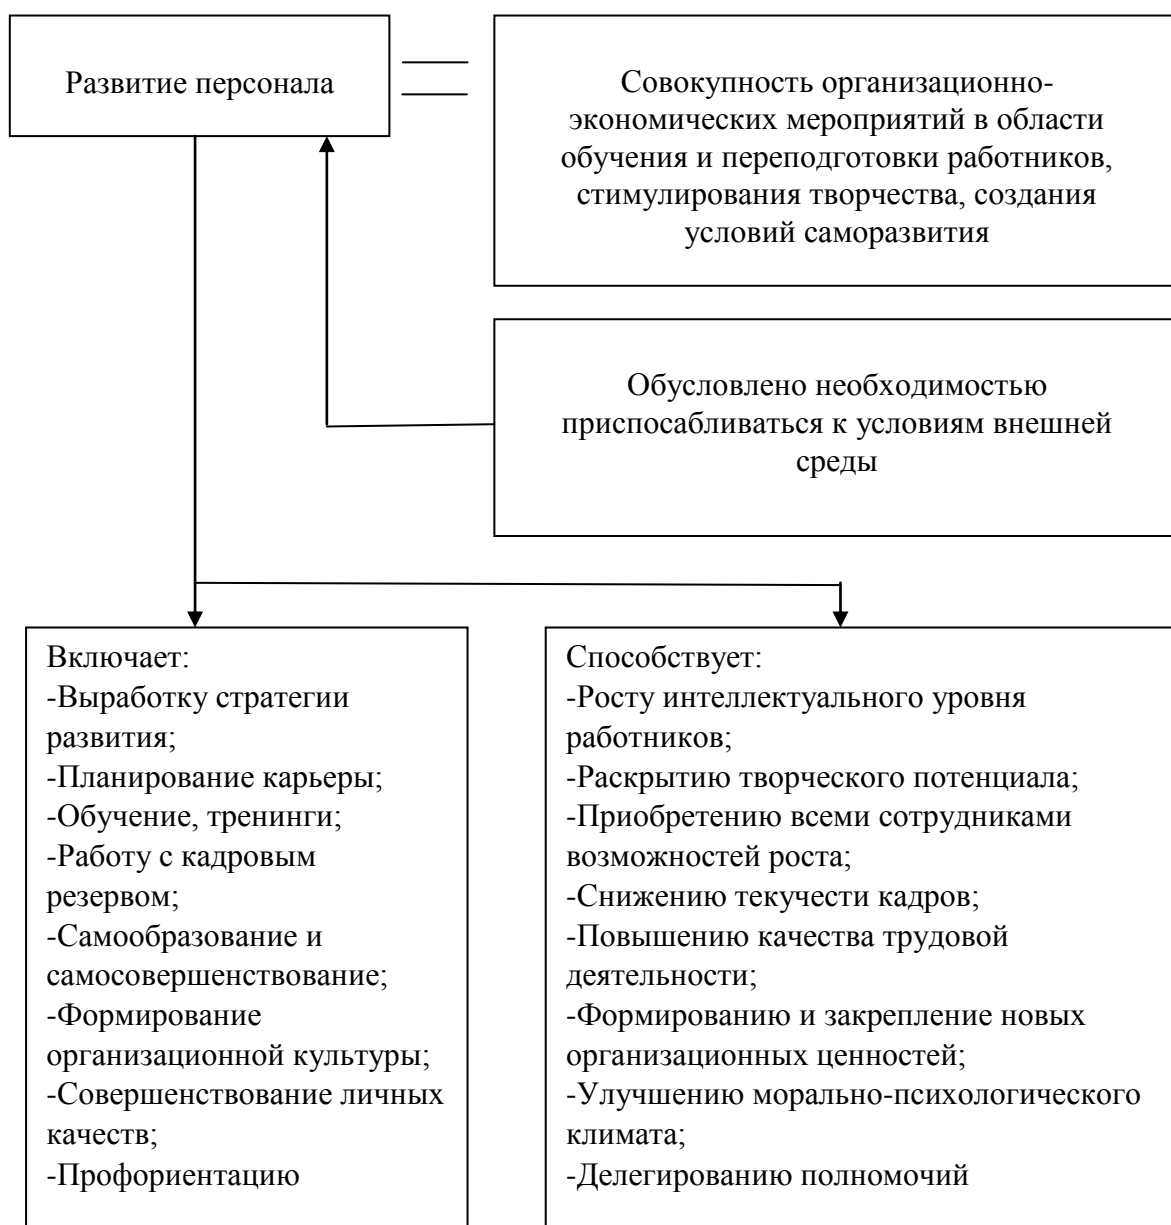 Развитие персонала
Совокупность организационно-
экономических мероприятий в области
обучения и переподготовки работников,
стимулирования творчества, создания
условий саморазвития
Обусловлено необходимостью
приспосабливаться к условиям внешней
среды
Включает:
-Выработку стратегии
развития;
-Планирование карьеры;
-Обучение, тренинги;
-Работу с кадровым
резервом;
-Самообразование и
самосовершенствование;
-Формирование
организационной культуры;
-Совершенствование личных
качеств;
-Профориентацию
Способствует:
-Росту интеллектуального уровня
работников;
-Раскрытию творческого потенциала;
-Приобретению всеми сотрудниками
возможностей роста;
-Снижению текучести кадров;
-Повышению качества трудовой
деятельности;
-Формированию и закрепление новых
организационных ценностей;
-Улучшению морально-психологического
климата;
-Делегированию полномочий